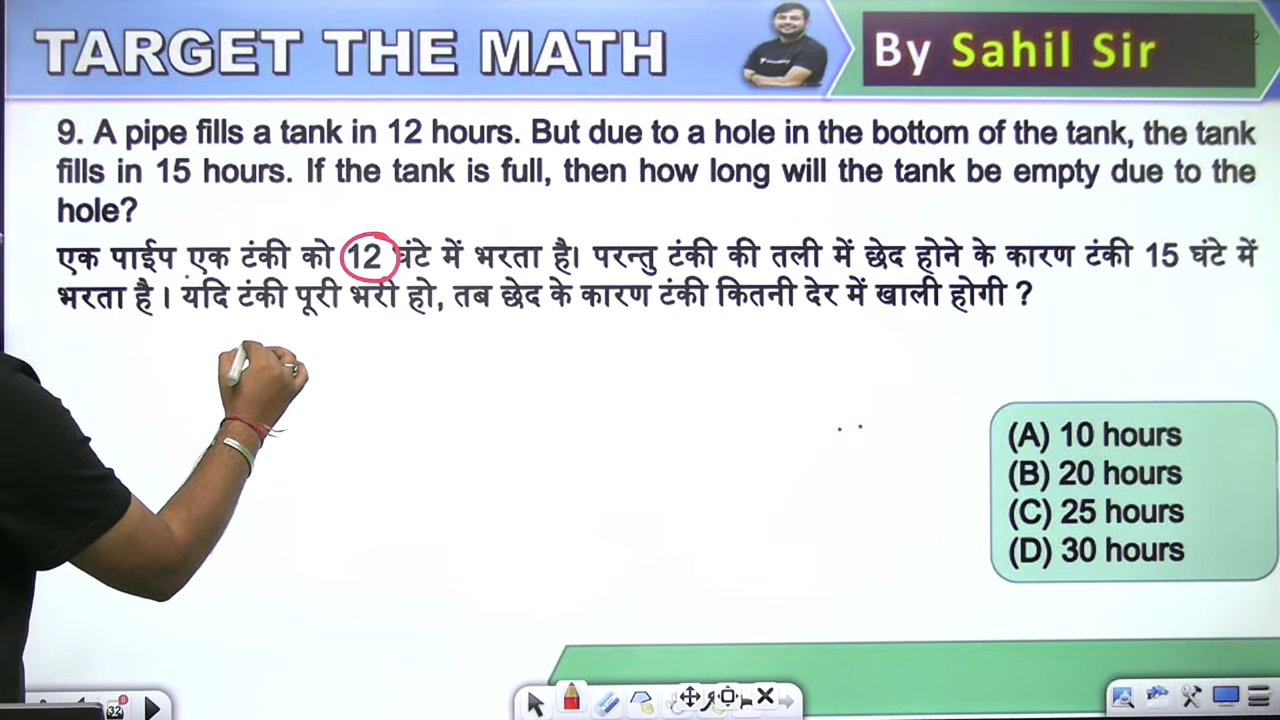 TARGET THE MATH
By Sahil Sir
9. A pipe fills a tank in 12 hours. But due to a hole in the bottom of the tank, the tank
fills in 15 hours. If the tank is full, then how long will the tank be empty due to the
hole?
एक पाईप एक टंकी को 12 घंटे में भरता है। परन्तु टंकी की तली में छेद होने के कारण टंकी 15 घंटे में
भरता है । यदि टंकी पूरी भरी हो, तब छेद के कारण टंकी कितनी देर में खाली होगी ?
(A) 10 hours
(B) 20 hours
(C) 25 hours
(D) 30 hours
32